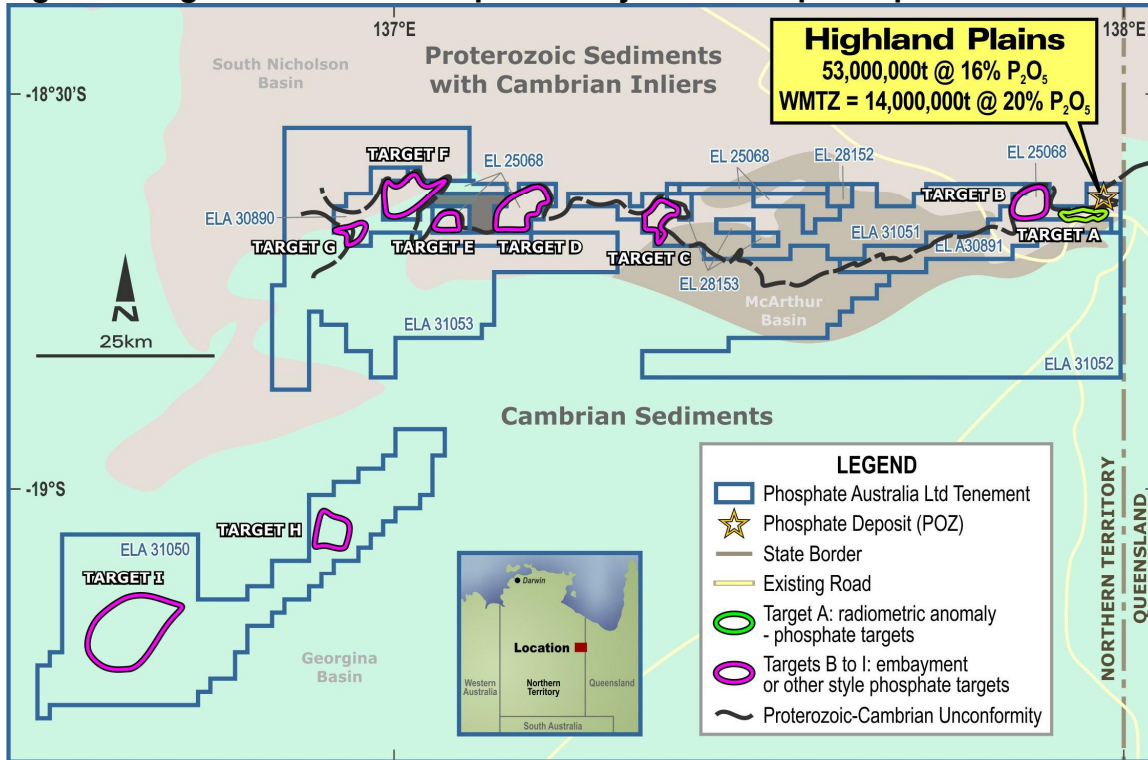 137°E
138°E
Highland Plains
53,000,000t @ 16% P₂O₅
WMTZ = 14,000,000t @ 20% P₂O₅
South Nicholson
Basin
Proterozoic Sediments
with Cambrian Inliers
-18°30'S
TARGET F
EL 25068
EL 25068
EL 28152
EL 25068
TARGET B
ELA 30890
TARGET G
TARGET E
TARGET D
TARGET C
ELA 31051
EL A30891
TARGET A
EL 28153
McArthur
Basin
N
25km
ELA 31053
ELA 31052
Cambrian Sediments
-19°S
TARGET H
ELA 31050
TARGET I
Georgina
Basin
Darwin
Location
Western
Australia
Northern
Territory
Queensland
South Australia
LEGEND
Phosphate Australia Ltd Tenement
Phosphate Deposit (POZ)
State Border
Existing Road
Target A: radiometric anomaly
- phosphate targets
Targets B to I: embayment
or other style phosphate targets
Proterozoic-Cambrian Unconformity
NORTHERN TERRITORY
QUEENSLAND